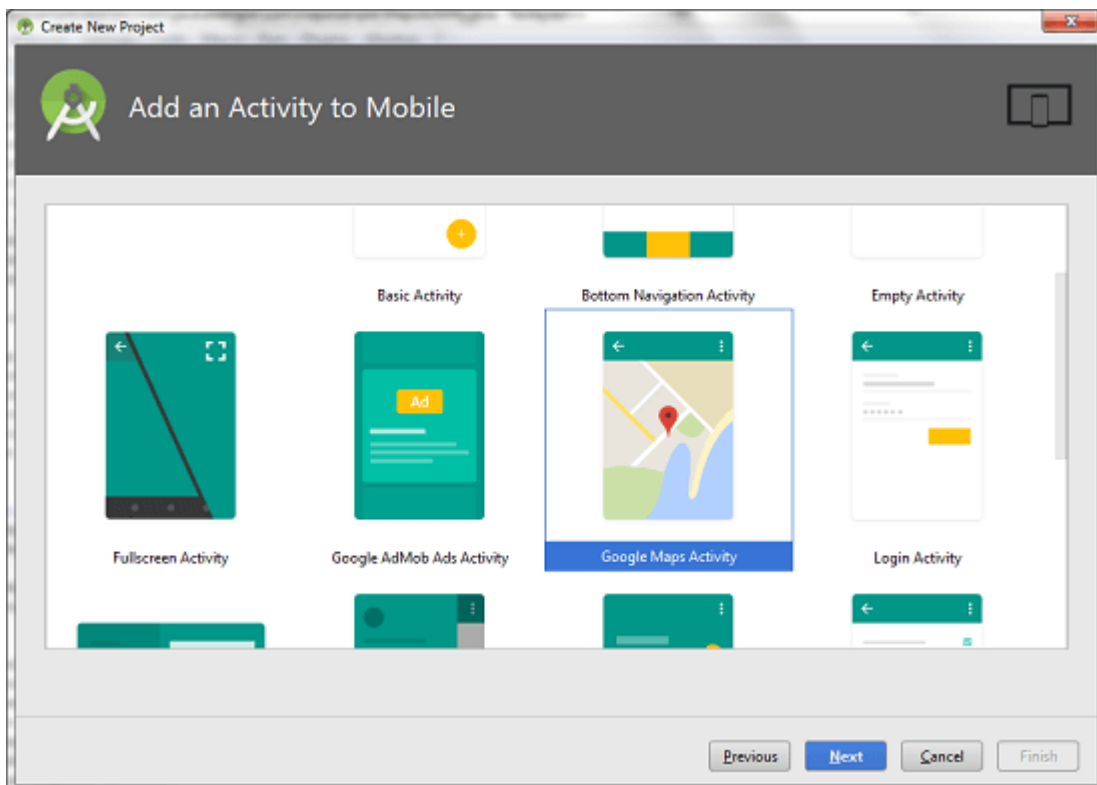 Create New Project
Add an Activity to Mobile
Basic Activity
Bottom Navigation Activity
Empty Activity
Ad
Fullscreen Activity
Google AdMob Ads Activity
Google Maps Activity
Login Activity
Previous
Next
Cancel
Finish